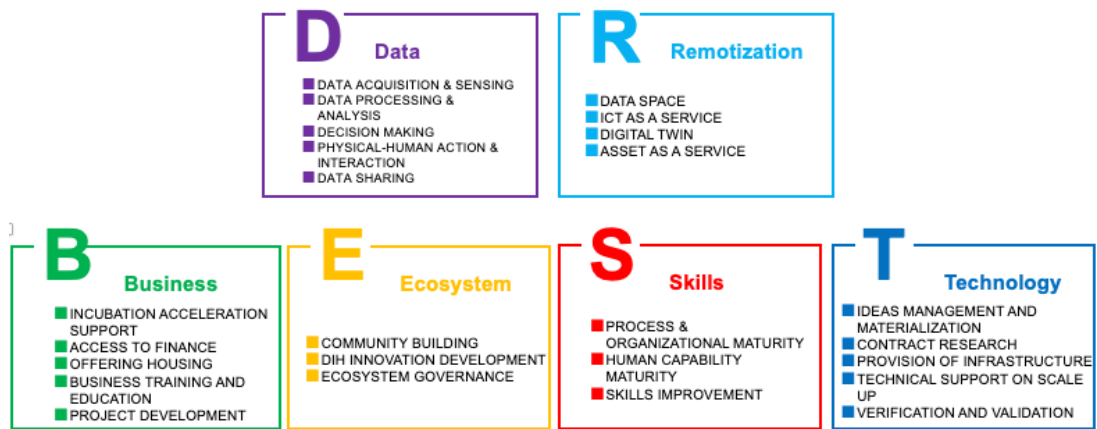 D
Data
DATA ACQUISITION & SENSING
DATA PROCESSING &
ANALYSIS
DECISION MAKING
PHYSICAL-HUMAN ACTION &
INTERACTION
DATA SHARING
R
Remotization
DATA SPACE
ICT AS A SERVICE
DIGITAL TWIN
ASSET AS A SERVICE
B
Business
INCUBATION ACCELERATION
SUPPORT
ACCESS TO FINANCE
OFFERING HOUSING
BUSINESS TRAINING AND
EDUCATION
PROJECT DEVELOPMENT
E
Ecosystem
COMMUNITY BUILDING
DIH INNOVATION DEVELOPMENT
ECOSYSTEM GOVERNANCE
S
Skills
PROCESS &
ORGANIZATIONAL MATURITY
HUMAN CAPABILITY
MATURITY
SKILLS IMPROVEMENT
T
Technology
IDEAS MANAGEMENT AND
MATERIALIZATION
CONTRACT RESEARCH
PROVISION OF INFRASTRUCTURE
TECHNICAL SUPPORT ON SCALE
UP
VERIFICATION AND VALIDATION